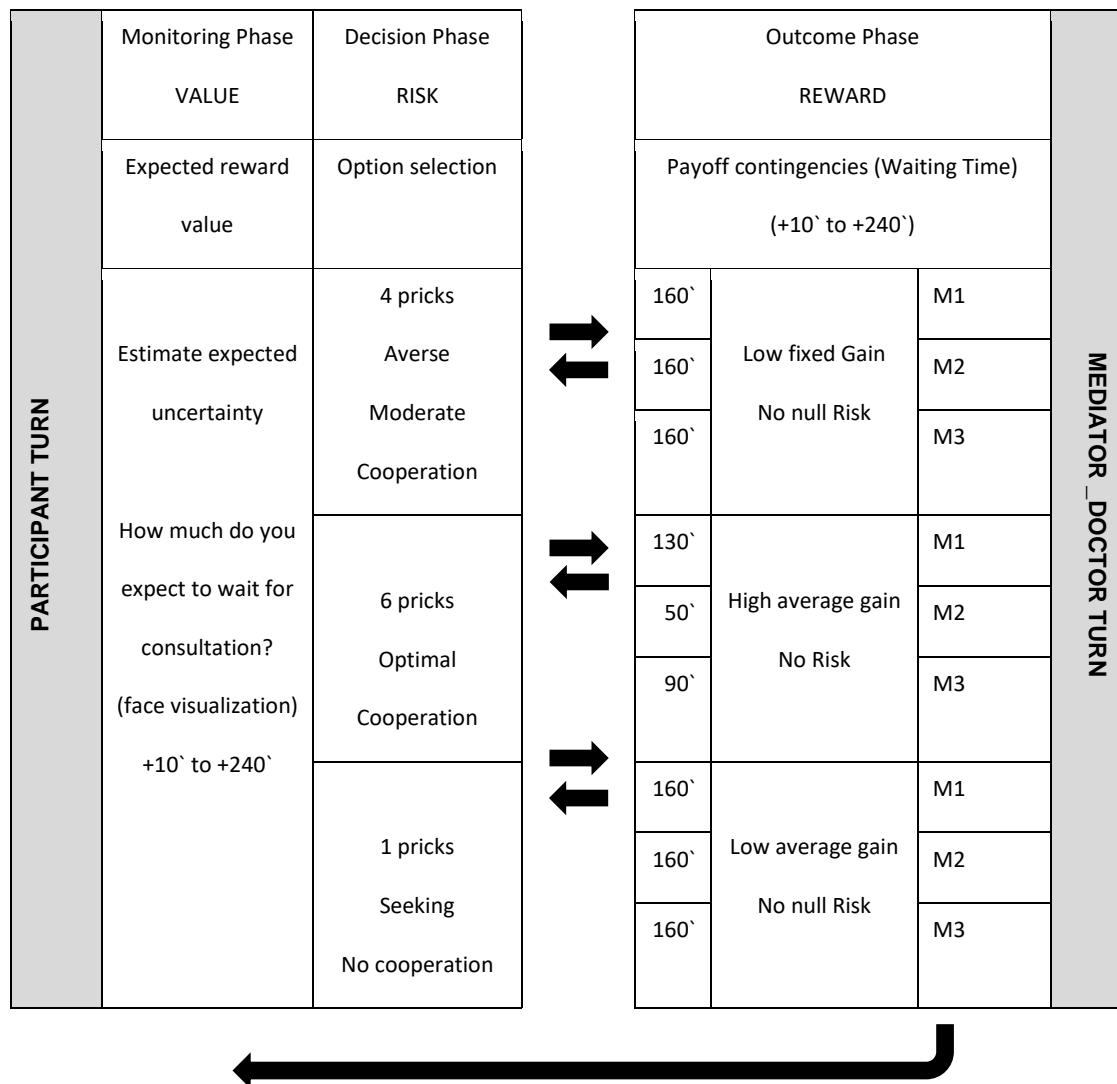 PARTICIPANT TURN
Monitoring Phase
VALUE
Decision Phase
RISK
Outcome Phase
REWARD
Expected reward
value
Option selection
Payoff contingencies (Waiting Time)
(+10` to +240`)
Estimate expected
uncertainty
How much do you
expect to wait for
consultation?
(face visualization)
+10` to +240`
4 pricks
Averse
Moderate
Cooperation
160`
160`
160`
Low fixed Gain
No null Risk
M1
M2
M3
6 pricks
Optimal
Cooperation
130`
50`
90`
High average gain
No Risk
M1
M2
M3
1 pricks
Seeking
No cooperation
160`
160`
160`
Low average gain
No null Risk
M1
M2
M3
MEDIATOR _DOCTOR TURN